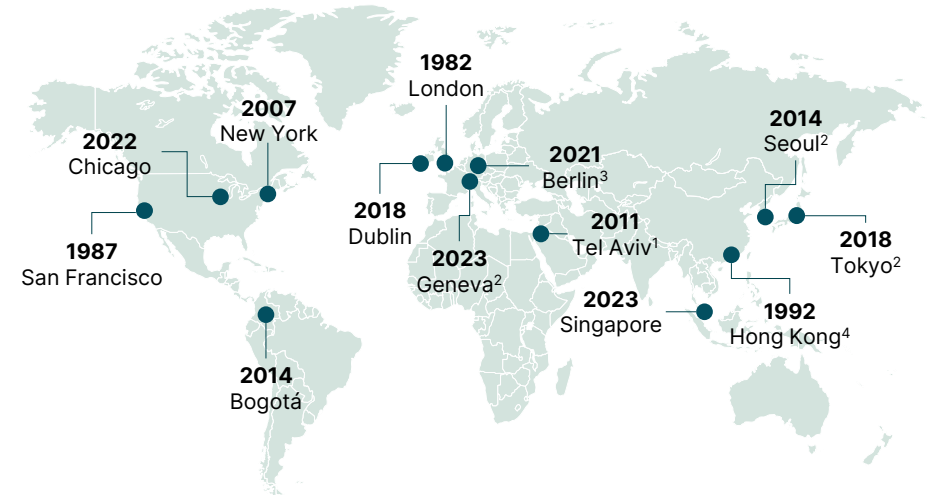 1982
London
2007
New York
2022
Chicago
2014
Seoul²
2021
Berlin³
2018
Dublin
2011
Tel Aviv¹
1987
San Francisco
2023
Geneva²
2018
Tokyo²
2023
Singapore
1992
Hong Kong⁴
2014
Bogotá